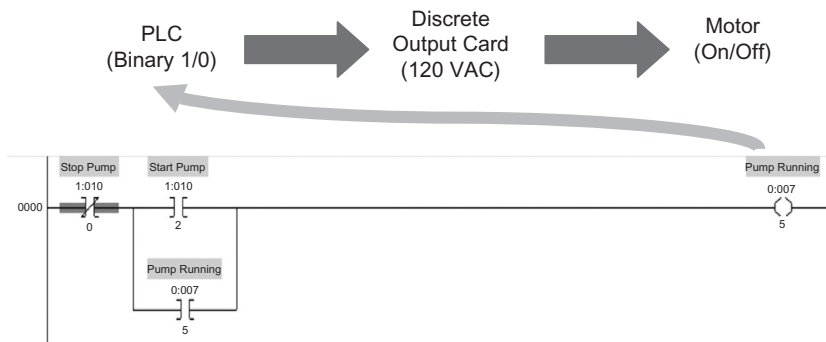 PLC
(Binary 1/0)
Discrete
Output Card
(120 VAC)
Motor
(On/Off)
Stop Pump
1:010
0
Start Pump
1:010
2
Pump Running
0:007
5
0000
Pump Running
0:007
5